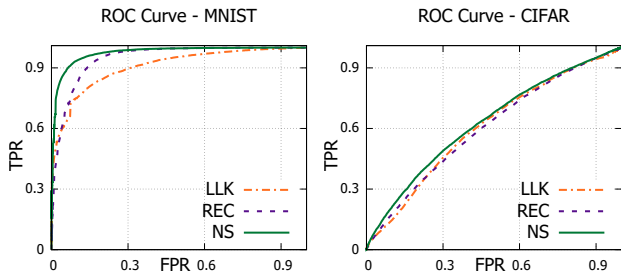 ROC Curve - MNIST
TPR
0.9
0.6
0.3
0
LLK
REC
NS
0
0.3
0.6
0.9
FPR
ROC Curve - CIFAR
TPR
0.9
0.6
0.3
0
LLK
REC
NS
0
0.3
0.6
0.9
FPR